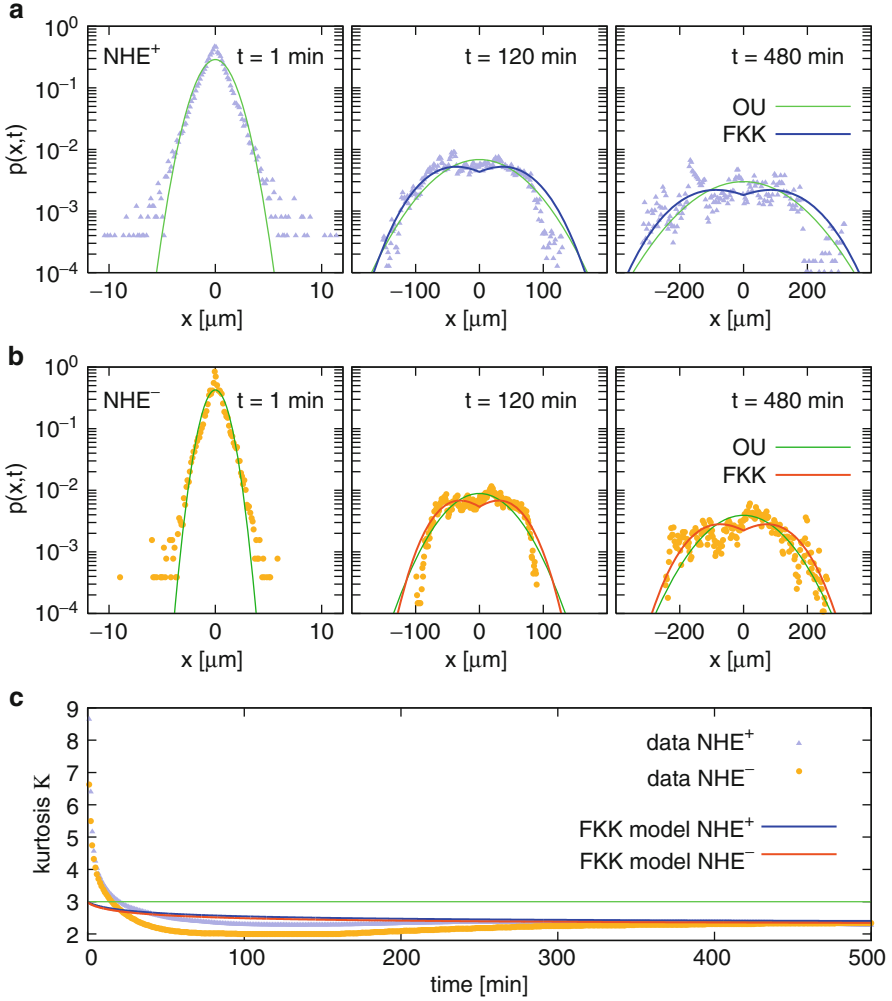 a
p(x,t)
10⁰
10⁻¹
10⁻²
10⁻³
10⁻⁴
NHE⁺ t = 1 min
t = 120 min
t = 480 min
OU
FKK
−10 0 10
−100 0 100
−200 0 200
x [μm]
x [μm]
x [μm]
b
p(x,t)
10⁰
10⁻¹
10⁻²
10⁻³
10⁻⁴
NHE⁻ t = 1 min
t = 120 min
t = 480 min
OU
FKK
−10 0 10
−100 0 100
−200 0 200
x [μm]
x [μm]
x [μm]
c
kurtosis K
9
8
7
6
5
4
3
2
data NHE⁺
data NHE⁻
FKK model NHE⁺
FKK model NHE⁻
0 100 200 300 400 500
time [min]